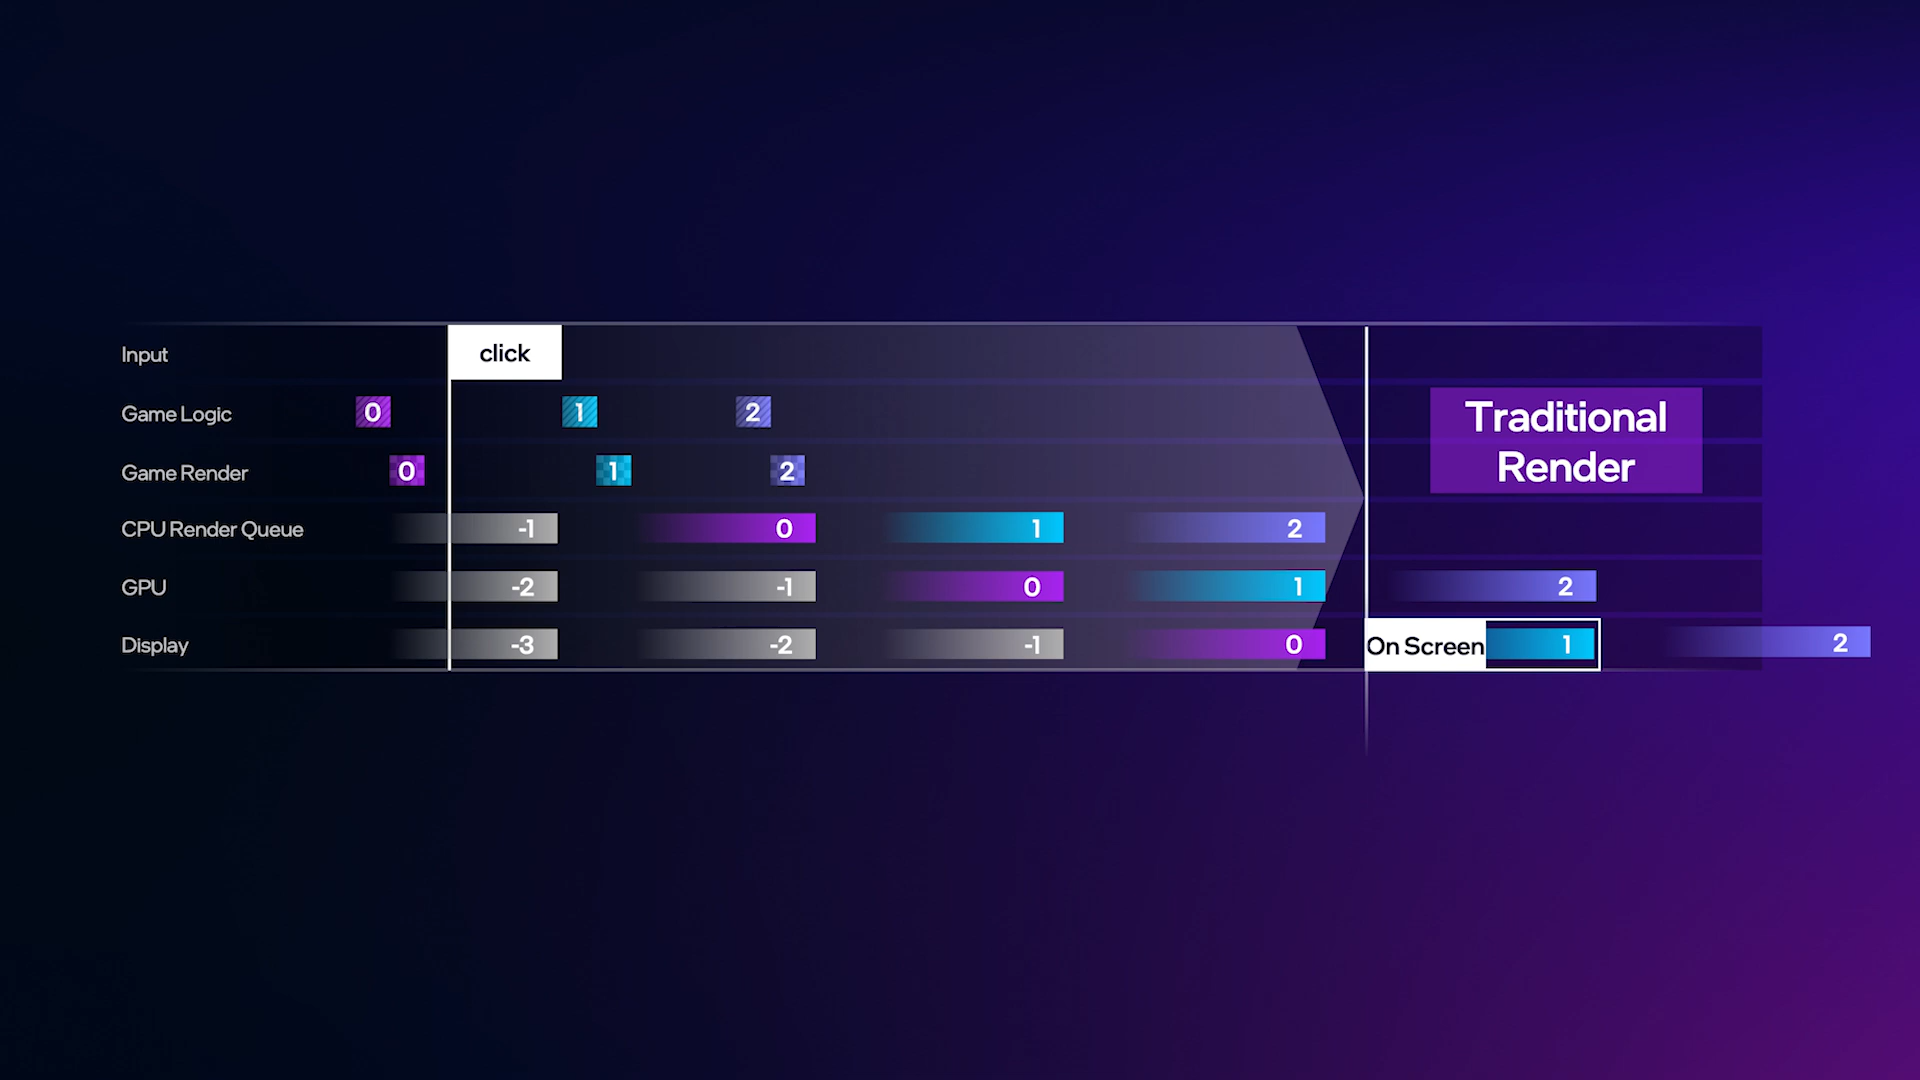 Input click
Game Logic 0 1 2
Traditional
Render
Game Render 0 1 2
CPU Render Queue -1 0 1 2
GPU -2 -1 0 1 2
Display -3 -2 -1 0 On Screen 1 2